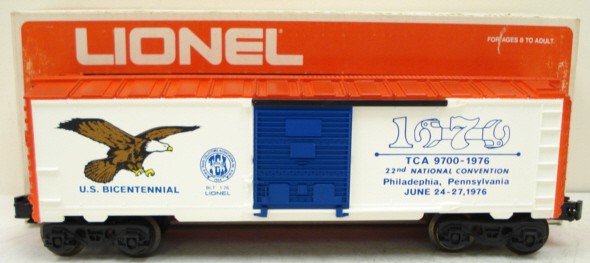 LIONEL
FOR AGES 8 TO ADULT
1976
TCA 9700-1976
22nd NATIONAL CONVENTION
Philadephia, Pennsylvania
JUNE 24-27,1976
U.S. BICENTENNIAL
BLT 1-76
LIONEL